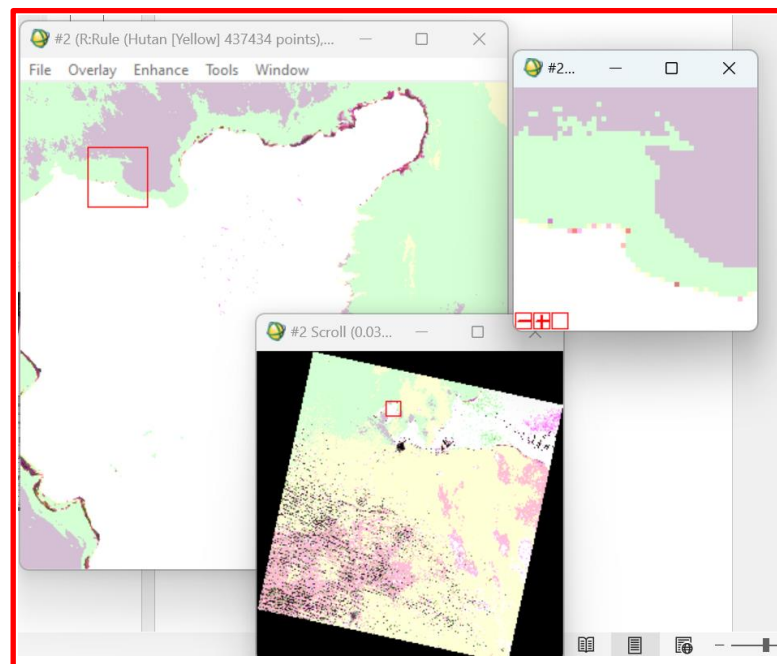 #2 (R:Rule (Hutan [Yellow] 437434 points),...
File Overlay Enhance Tools Window
#2...
#2 Scroll (0.03...